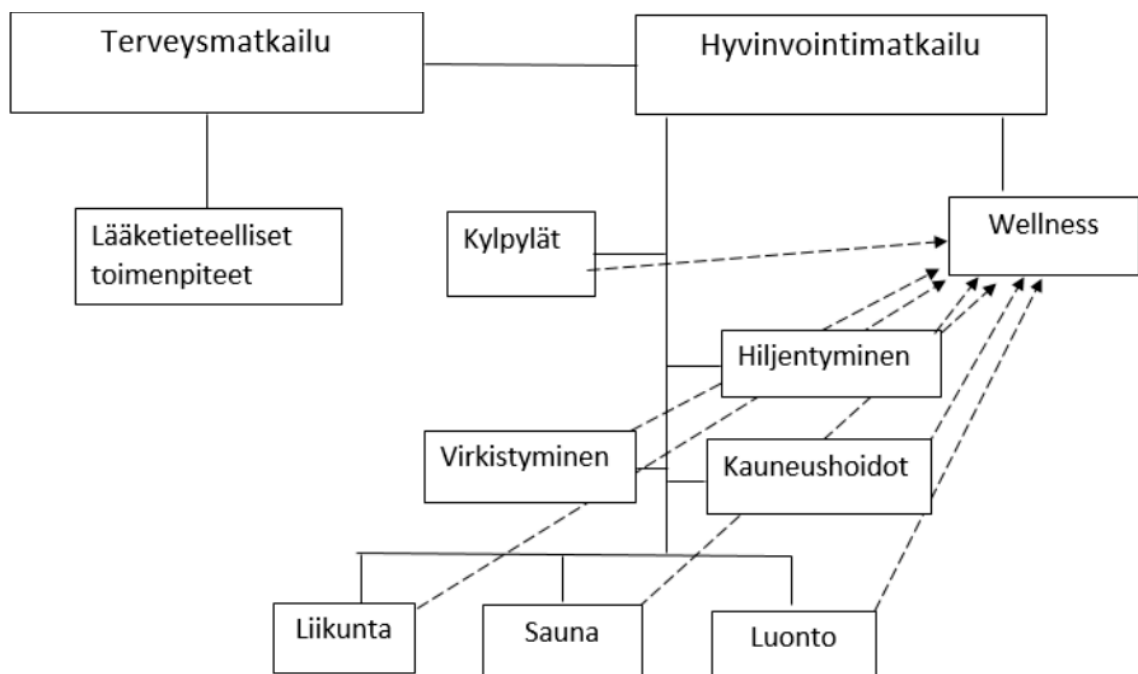 Terveysmatkailu
Hyvinvointimatkailu
Lääketieteelliset
toimenpiteet
Kylpylät
Wellness
Hiljentyminen
Virkistyminen
Kauneushoidot
Liikunta
Sauna
Luonto